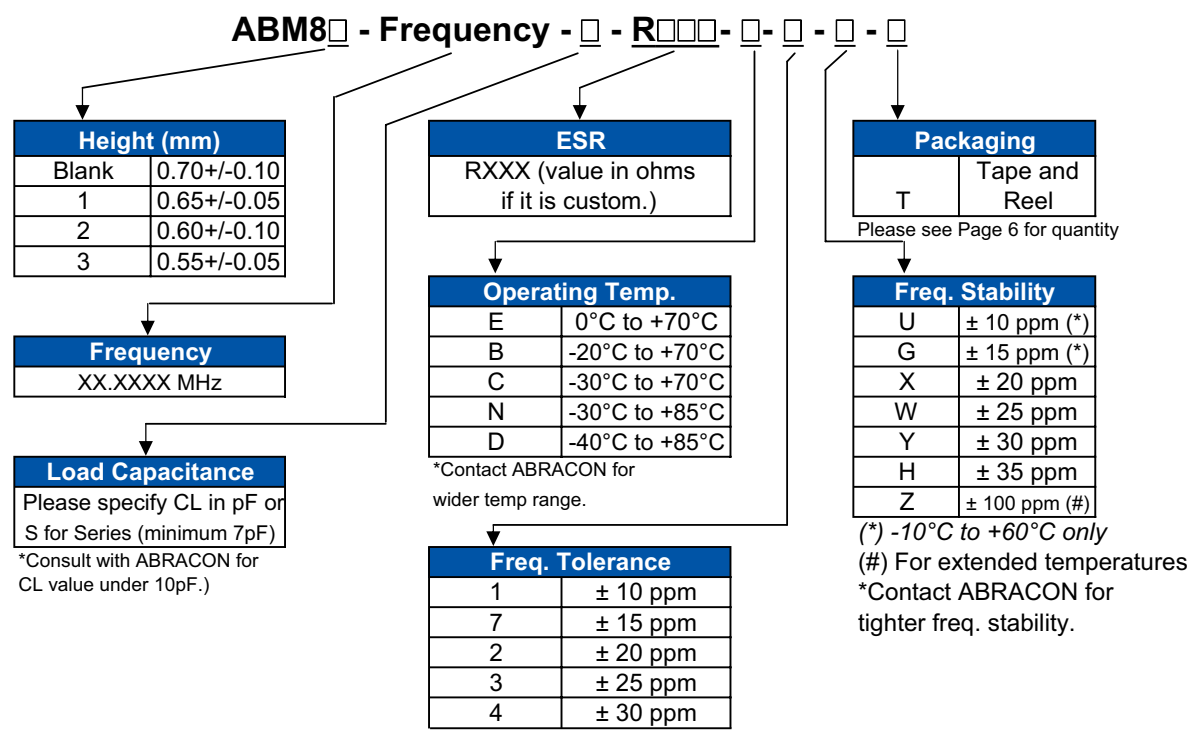 ABM8□ - Frequency - □ - R□□□- □- □ - □ - □
Height (mm)
Blank 0.70+/-0.10
1 0.65+/-0.05
2 0.60+/-0.10
3 0.55+/-0.05
Frequency
XX.XXXX MHz
Load Capacitance
Please specify CL in pF or
S for Series (minimum 7pF)
*Consult with ABRACON for
CL value under 10pF.)
ESR
RXXX (value in ohms
if it is custom.)
Operating Temp.
E 0°C to +70°C
B -20°C to +70°C
C -30°C to +70°C
N -30°C to +85°C
D -40°C to +85°C
*Contact ABRACON for
wider temp range.
Freq. Tolerance
1 ± 10 ppm
7 ± 15 ppm
2 ± 20 ppm
3 ± 25 ppm
4 ± 30 ppm
Packaging
T Tape and
Reel
Please see Page 6 for quantity
Freq. Stability
U ± 10 ppm (*)
G ± 15 ppm (*)
X ± 20 ppm
W ± 25 ppm
Y ± 30 ppm
H ± 35 ppm
Z ± 100 ppm (#)
(*) -10°C to +60°C only
(#) For extended temperatures
*Contact ABRACON for
tighter freq. stability.